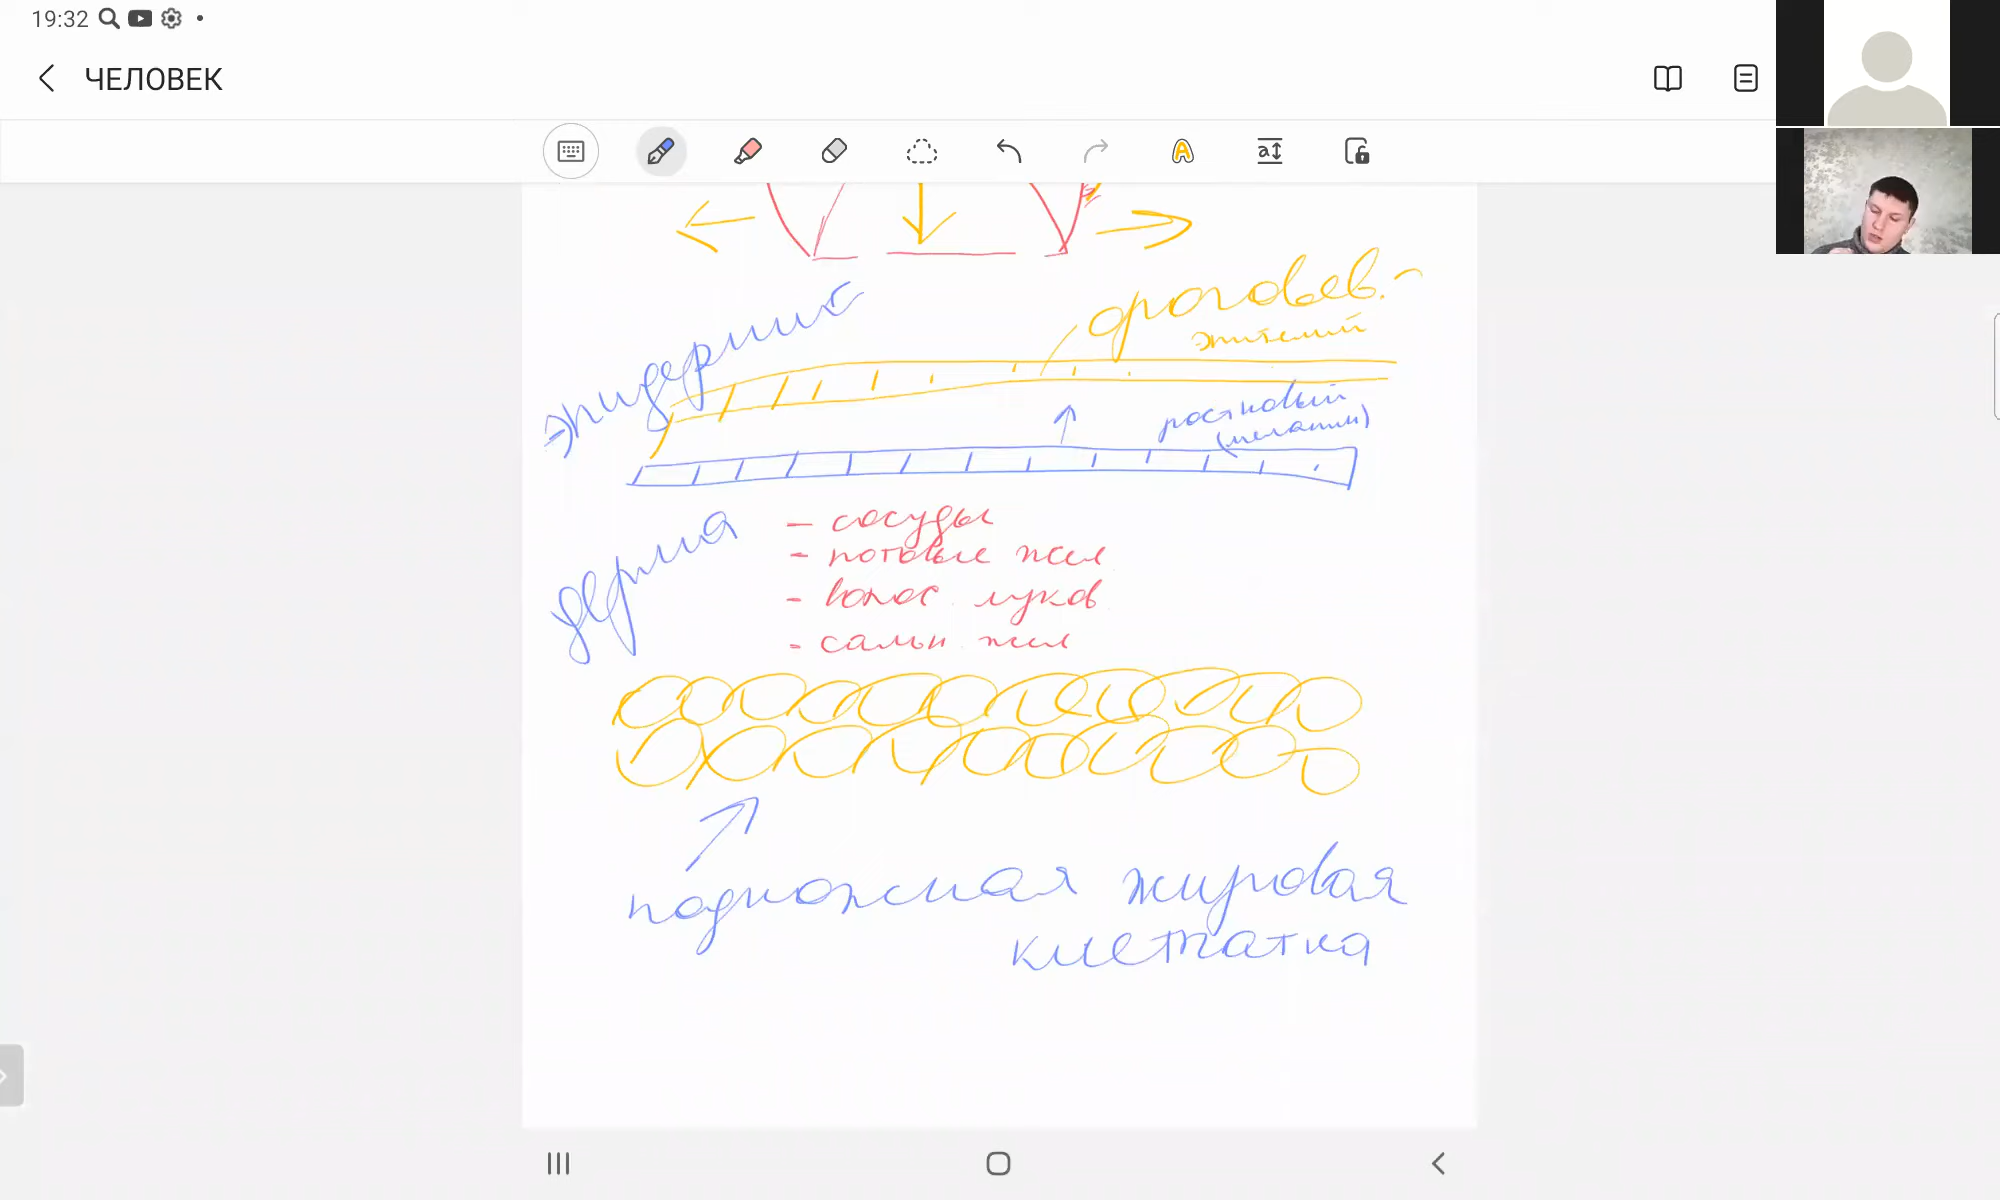 19:32
ЧЕЛОВЕК
эпидермис
ороговев.
эпителий
ростковый
(меланин)
дерма
- сосуды
- потовые жел
- волос. луков.
- сальн. жел
подкожная жировая
клетчатка